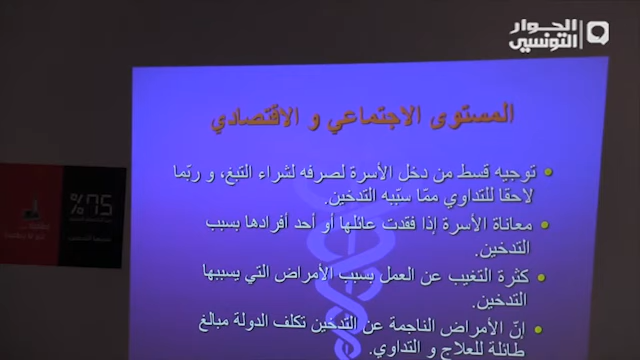 الحوار
التونسي
المستوى الاجتماعي و الاقتصادي
توجيه قسط من دخل الأسرة لصرفه لشراء التبغ، و ربّما
لاحقا للتداوي ممّا سبّبه التدخين.
معاناة الأسرة إذا فقدت عائلها أو أحد أفرادها بسبب
التدخين.
كثرة التغيب عن العمل بسبب الأمراض التي يسببها
التدخين.
إنّ الأمراض الناجمة عن التدخين تكلف الدولة مبالغ
طائلة للعلاج و التداوي.
%75